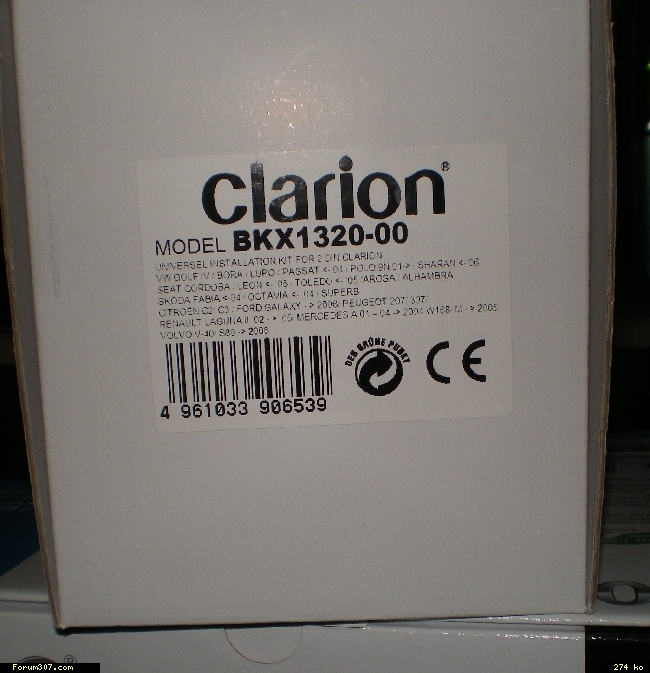 Clarion®
MODEL BKX1320-00
UNIVERSEL INSTALLATION KIT FOR 2 DIN CLARION
VW GOLF IV / BORA / LUPO / PASSAT <- 04 / POLO 9N 01-> / SHARAN <- 06
SEAT CORDOBA / LEON <- 05 / TOLEDO <- 05 / AROSA / ALHAMBRA
SKODA FABIA <- 04 / OCTAVIA <- 04 / SUPERB
CITROEN C2 / C3 / FORD GALAXY -> 2006/ PEUGEOT 207/ 307/
RENAULT LAGUNA II 02 -> 05/ MERCEDES A 01 - 04 -> 2004 W168/ M -> 2005
VOLVO V-40/ S80 -> 2006
DER GRÜNE PUNKT
CE
4 961033 906539
Forum307.com
274 ko